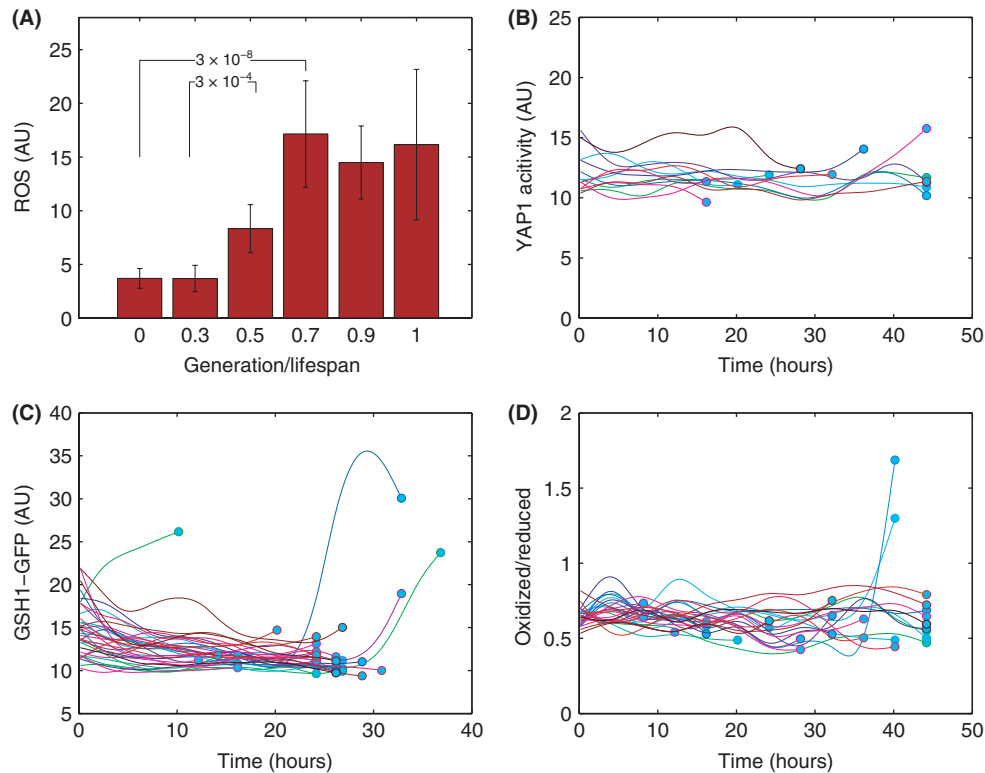 (A)
25
20
15
10
5
0
3 × 10−8
3 × 10−4
ROS (AU)
0 0.3 0.5 0.7 0.9 1
Generation/lifespan
(B)
25
20
15
10
5
0
YAP1 acitivity (AU)
0 10 20 30 40 50
Time (hours)
(C)
40
35
30
25
20
15
10
5
GSH1−GFP (AU)
0 10 20 30 40
Time (hours)
(D)
2
1.5
1
0.5
0
Oxidized/reduced
0 10 20 30 40 50
Time (hours)